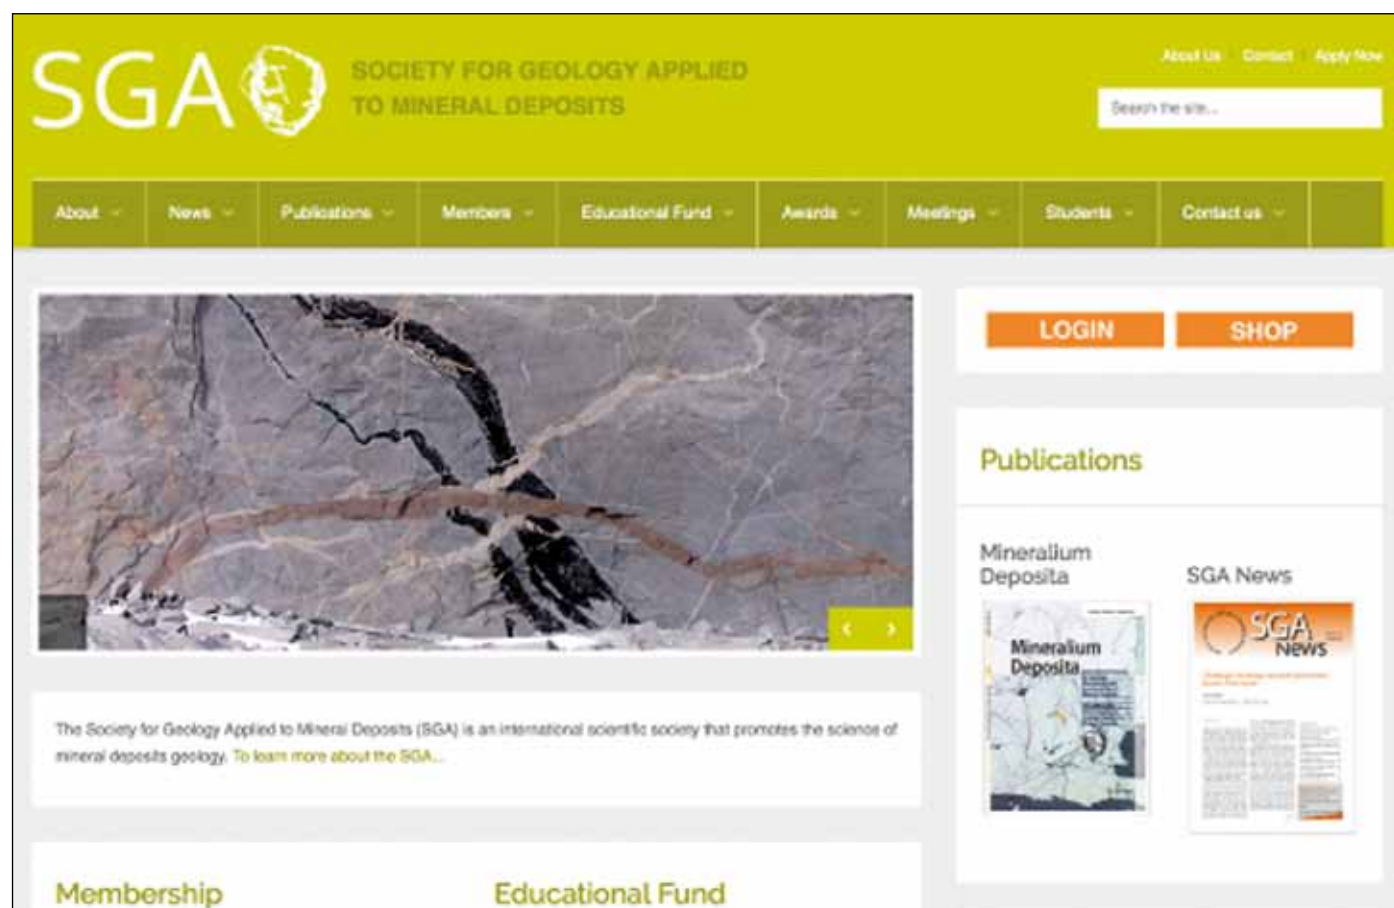 SGA
SOCIETY FOR GEOLOGY APPLIED
TO MINERAL DEPOSITS
About Us
Contact
Apply Now
Search the site...
About
News
Publications
Members
Educational Fund
Awards
Meetings
Students
Contact us
LOGIN
SHOP
Publications
Mineralium
Deposita
SGA News
Mineralium
Deposita
SGA
News
The Society for Geology Applied to Mineral Deposits (SGA) is an international scientific society that promotes the science of
mineral deposits geology. To learn more about the SGA...
Membership
Educational Fund